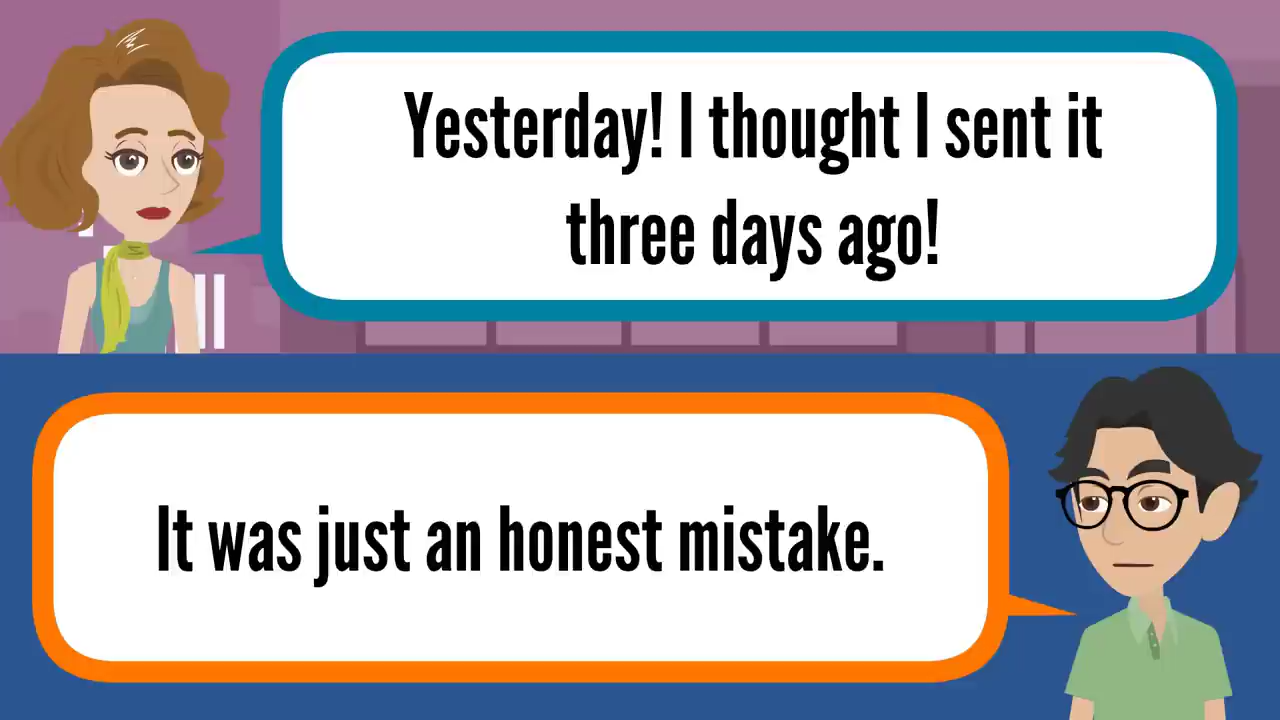 Yesterday! I thought I sent it
three days ago!
It was just an honest mistake.